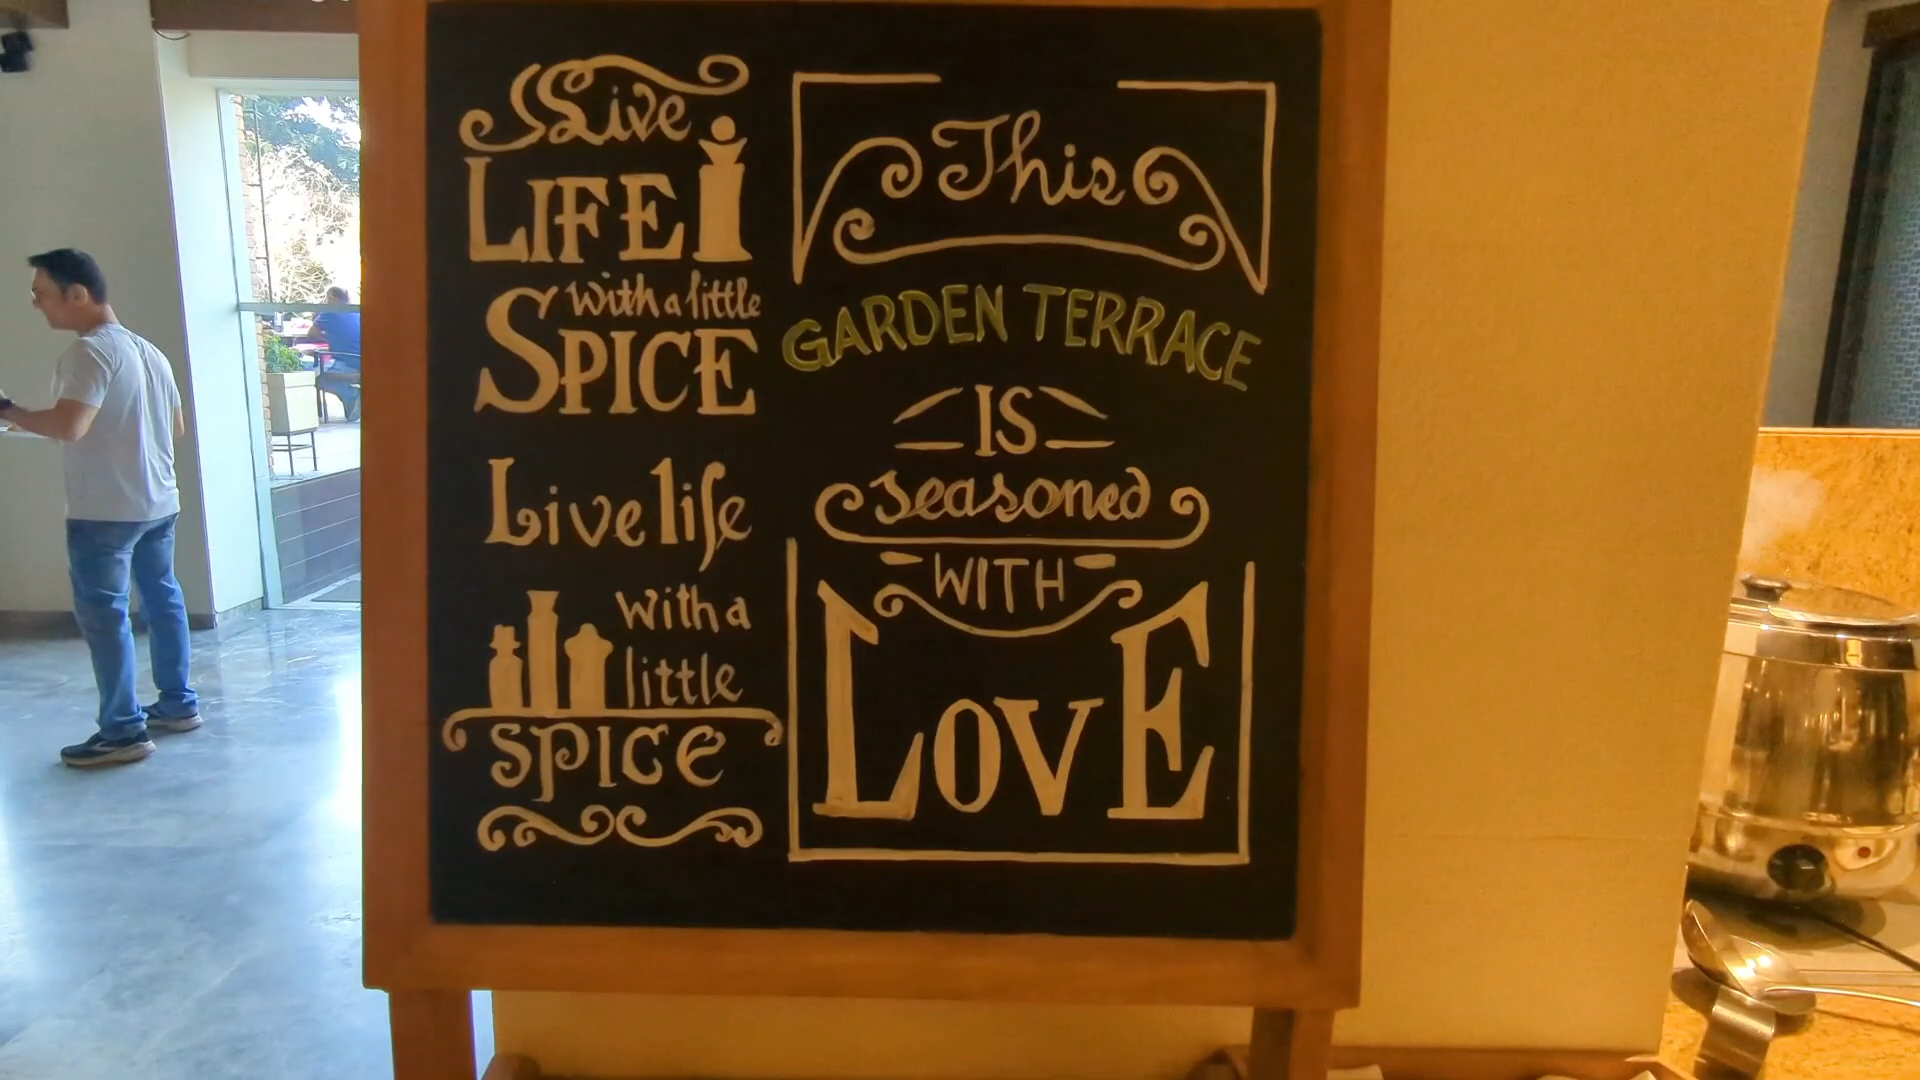 Live
LIFE
with a little
SPICE
Live life
with a
little
spice
This
GARDEN TERRACE
IS
seasoned
WITH
LOVE